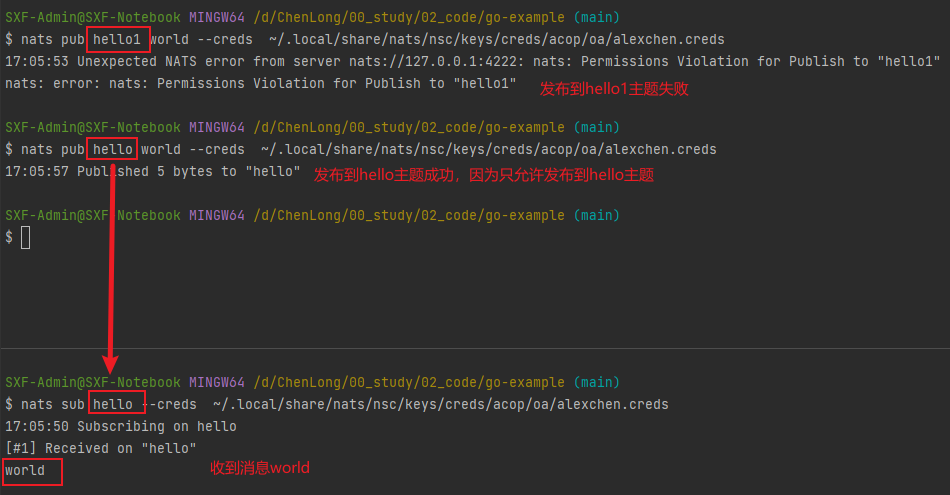 SXF-Admin@SXF-Notebook MINGW64 /d/ChenLong/00_study/02_code/go-example (main)
$ nats pub hello1 world --creds  ~/.local/share/nats/nsc/keys/creds/acop/oa/alexchen.creds
17:05:53 Unexpected NATS error from server nats://127.0.0.1:4222: nats: Permissions Violation for Publish to "hello1"
nats: error: nats: Permissions Violation for Publish to "hello1"
发布到hello1主题失败
SXF-Admin@SXF-Notebook MINGW64 /d/ChenLong/00_study/02_code/go-example (main)
$ nats pub hello world --creds  ~/.local/share/nats/nsc/keys/creds/acop/oa/alexchen.creds
17:05:57 Published 5 bytes to "hello"
发布到hello主题成功，因为只允许发布到hello主题
SXF-Admin@SXF-Notebook MINGW64 /d/ChenLong/00_study/02_code/go-example (main)
$
SXF-Admin@SXF-Notebook MINGW64 /d/ChenLong/00_study/02_code/go-example (main)
$ nats sub hello --creds  ~/.local/share/nats/nsc/keys/creds/acop/oa/alexchen.creds
17:05:50 Subscribing on hello
[#1] Received on "hello"
world
收到消息world